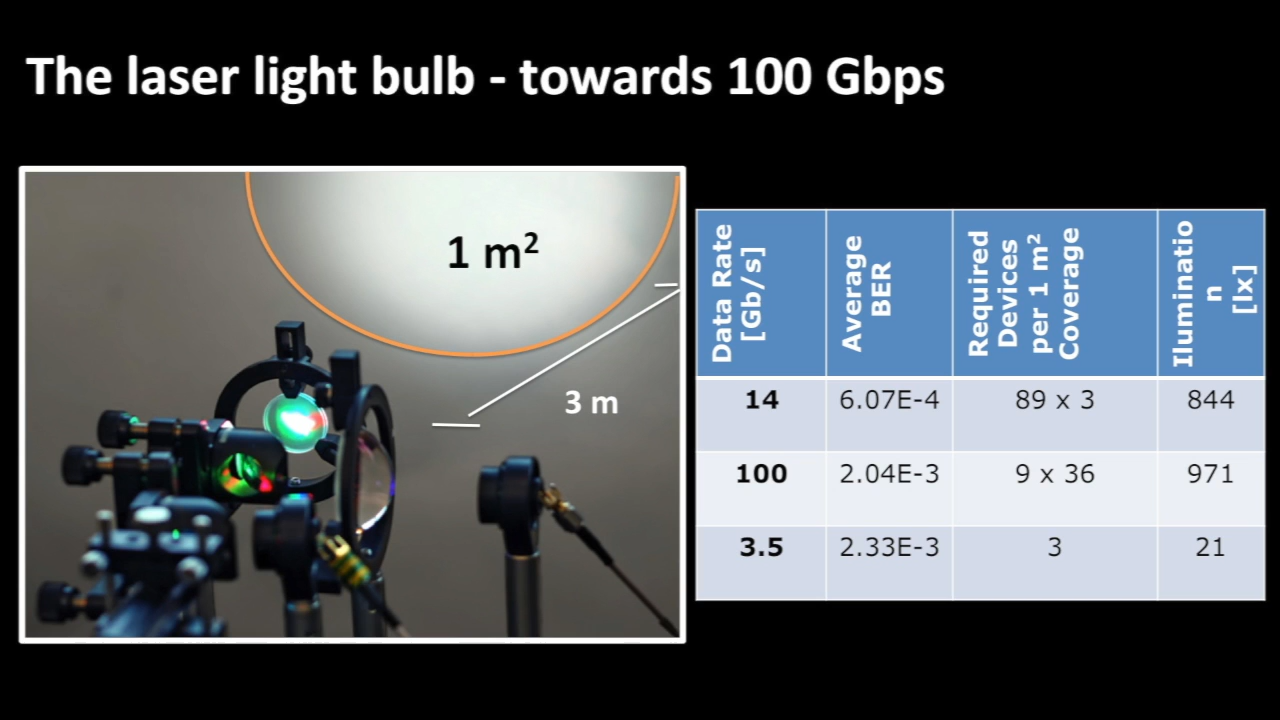 The laser light bulb - towards 100 Gbps
1 m²
3 m
Data Rate
[Gb/s]
Average
BER
Required
Devices
per 1 m²
Coverage
Iluminatio
n
[lx]
14 6.07E-4 89 x 3 844
100 2.04E-3 9 x 36 971
3.5 2.33E-3 3 21